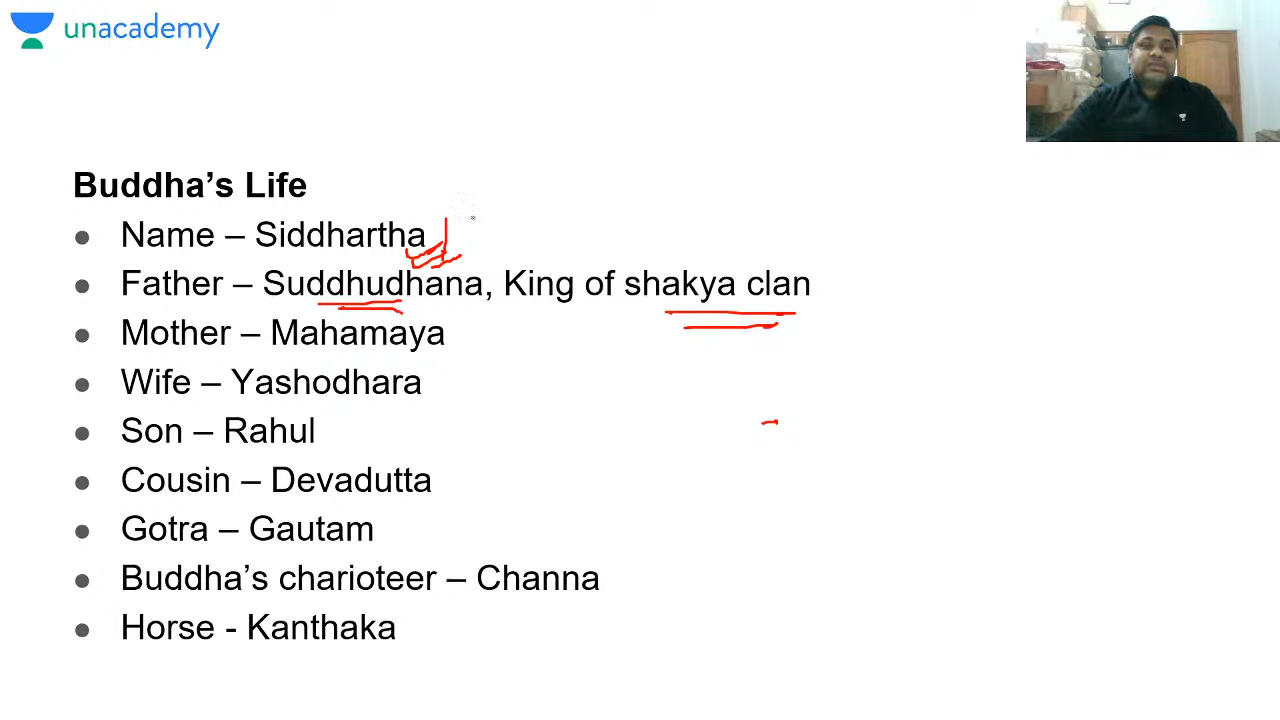 unacademy
Buddha’s Life
● Name – Siddhartha
● Father – Suddhudhana, King of shakya clan
● Mother – Mahamaya
● Wife – Yashodhara
● Son – Rahul
● Cousin – Devadutta
● Gotra – Gautam
● Buddha’s charioteer – Channa
● Horse - Kanthaka